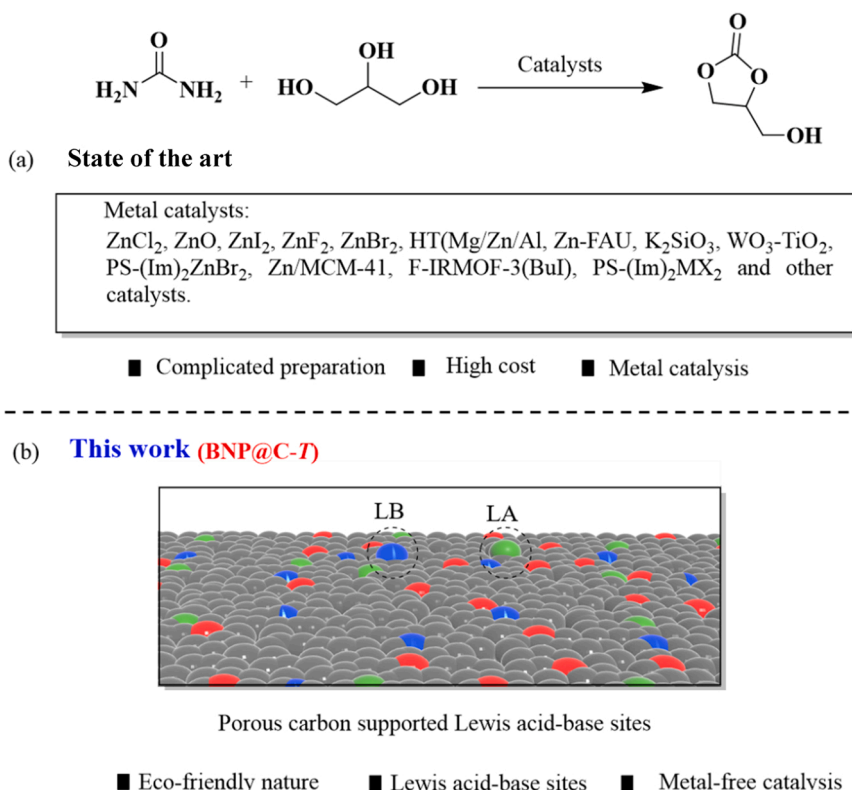 O
OH
O
H₂N NH₂ + HO OH Catalysts O O
OH
(a) State of the art
Metal catalysts:
ZnCl₂, ZnO, ZnI₂, ZnF₂, ZnBr₂, HT(Mg/Zn/Al, Zn-FAU, K₂SiO₃, WO₃-TiO₂,
PS-(Im)₂ZnBr₂, Zn/MCM-41, F-IRMOF-3(BuI), PS-(Im)₂MX₂ and other
catalysts.
■ Complicated preparation ■ High cost ■ Metal catalysis
(b) This work (BNP@C-T)
LB LA
Porous carbon supported Lewis acid-base sites
■ Eco-friendly nature ■ Lewis acid-base sites ■ Metal-free catalysis